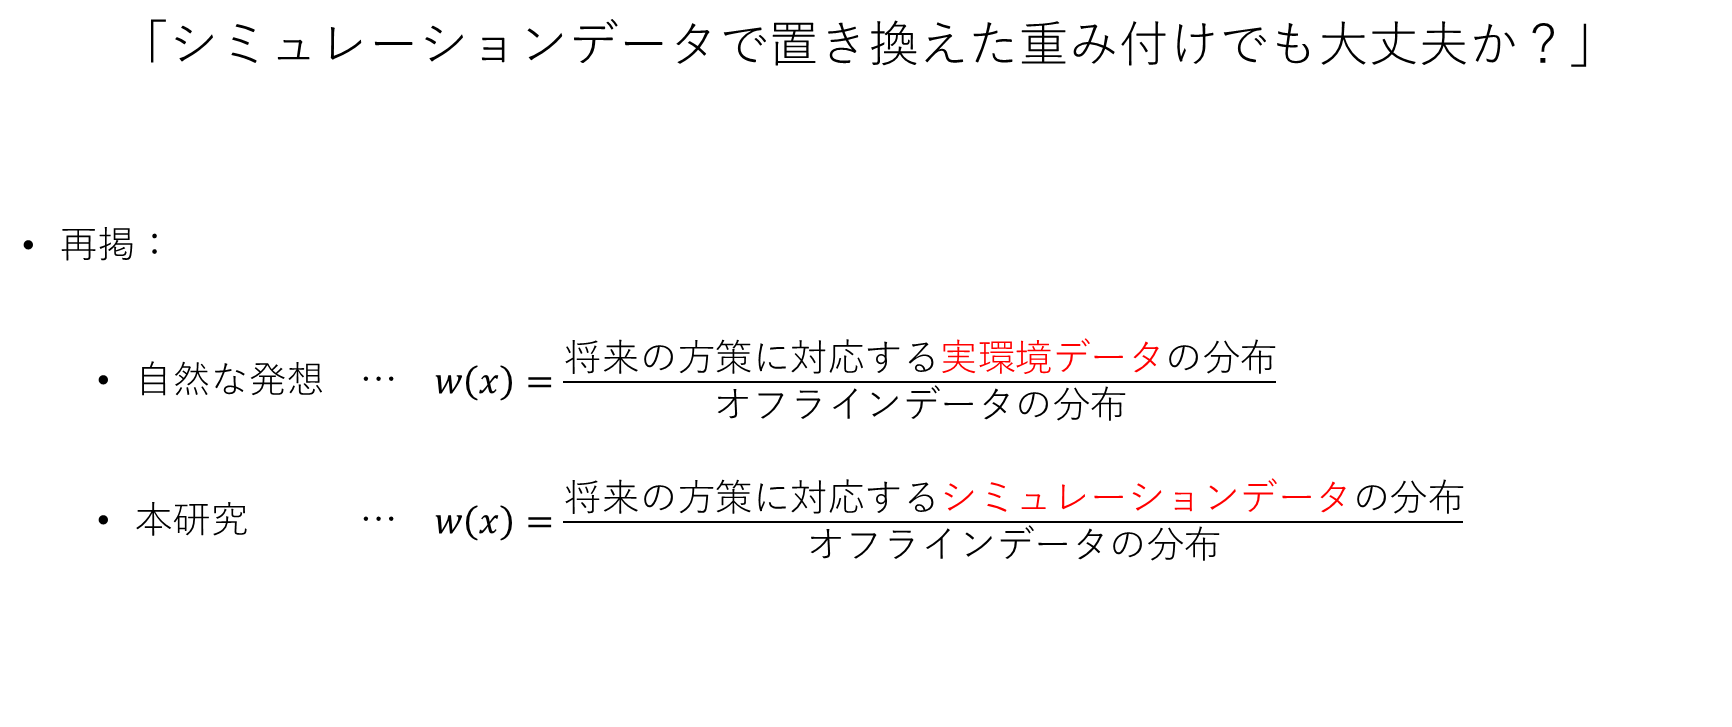 「シミュレーションデータで置き換えた重み付けでも大丈夫か？」
• 再掲：
• 自然な発想 … w(x) = 将来の方策に対応する実環境データの分布
オフラインデータの分布
• 本研究 … w(x) = 将来の方策に対応するシミュレーションデータの分布
オフラインデータの分布